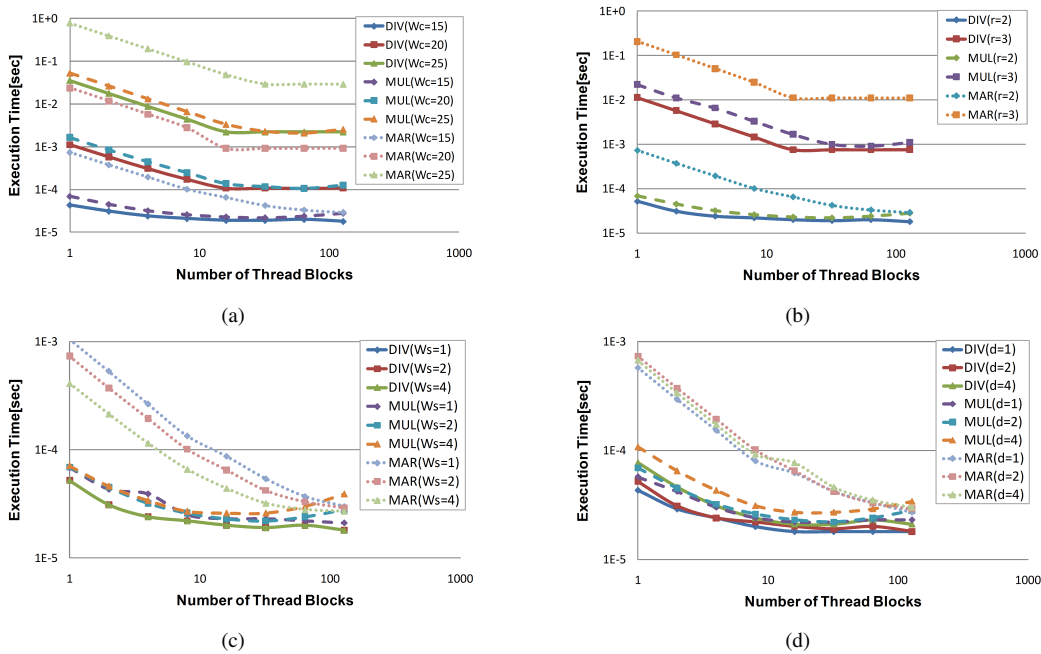 1E+0
1E-1
1E-2
1E-3
1E-4
1E-5
Execution Time[sec]
1
10
100
1000
Number of Thread Blocks
DIV(Wc=15)
DIV(Wc=20)
DIV(Wc=25)
MUL(Wc=15)
MUL(Wc=20)
MUL(Wc=25)
MAR(Wc=15)
MAR(Wc=20)
MAR(Wc=25)
(a)
1E+0
1E-1
1E-2
1E-3
1E-4
1E-5
Execution Time[sec]
1
10
100
1000
Number of Thread Blocks
DIV(r=2)
DIV(r=3)
MUL(r=2)
MUL(r=3)
MAR(r=2)
MAR(r=3)
(b)
1E-3
1E-4
1E-5
Execution Time[sec]
1
10
100
1000
Number of Thread Blocks
DIV(Ws=1)
DIV(Ws=2)
DIV(Ws=4)
MUL(Ws=1)
MUL(Ws=2)
MUL(Ws=4)
MAR(Ws=1)
MAR(Ws=2)
MAR(Ws=4)
(c)
1E-3
1E-4
1E-5
Execution Time[sec]
1
10
100
1000
Number of Thread Blocks
DIV(d=1)
DIV(d=2)
DIV(d=4)
MUL(d=1)
MUL(d=2)
MUL(d=4)
MAR(d=1)
MAR(d=2)
MAR(d=4)
(d)